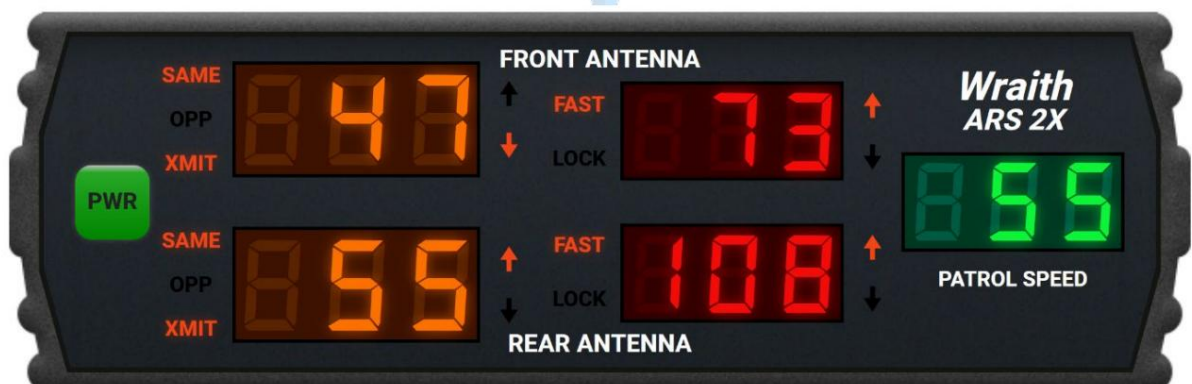 FRONT ANTENNA
SAME
OPP
XMIT
47
FAST
LOCK
73
Wraith
ARS 2X
PWR
55
PATROL SPEED
SAME
OPP
XMIT
55
FAST
LOCK
108
REAR ANTENNA